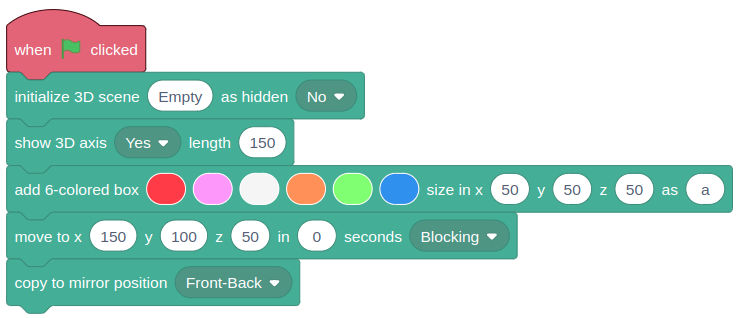 when clicked
initialize 3D scene Empty as hidden No
show 3D axis Yes length 150
add 6-colored box size in x 50 y 50 z 50 as a
move to x 150 y 100 z 50 in 0 seconds Blocking
copy to mirror position Front-Back